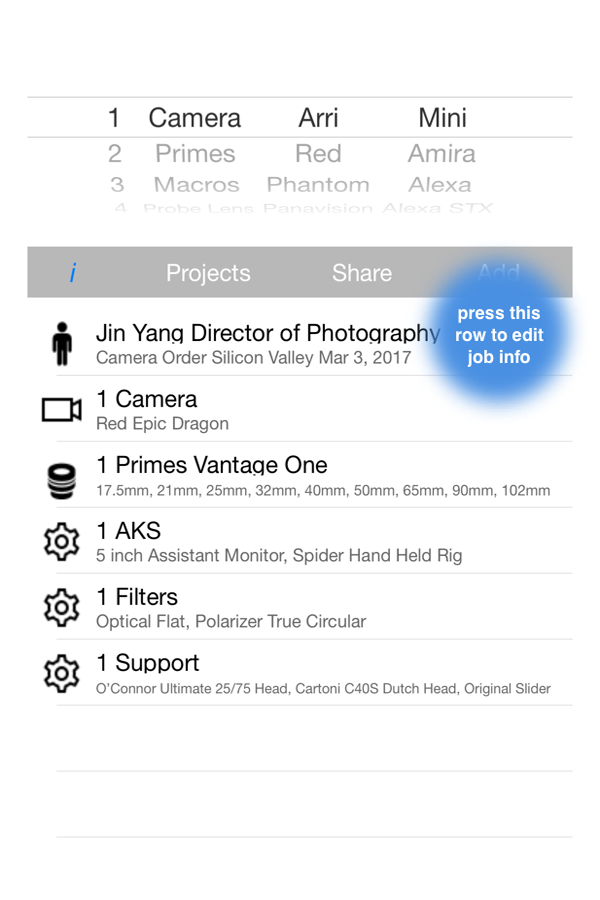 1 Camera Arri Mini
2 Primes Red Amira
3 Macros Phantom Alexa
4 Probe Lens Panavision Alexa STX
i Projects Share Add
press this
row to edit
job info
Jin Yang Director of Photography
Camera Order Silicon Valley Mar 3, 2017
1 Camera
Red Epic Dragon
1 Primes Vantage One
17.5mm, 21mm, 25mm, 32mm, 40mm, 50mm, 65mm, 90mm, 102mm
1 AKS
5 inch Assistant Monitor, Spider Hand Held Rig
1 Filters
Optical Flat, Polarizer True Circular
1 Support
O'Connor Ultimate 25/75 Head, Cartoni C40S Dutch Head, Original Slider